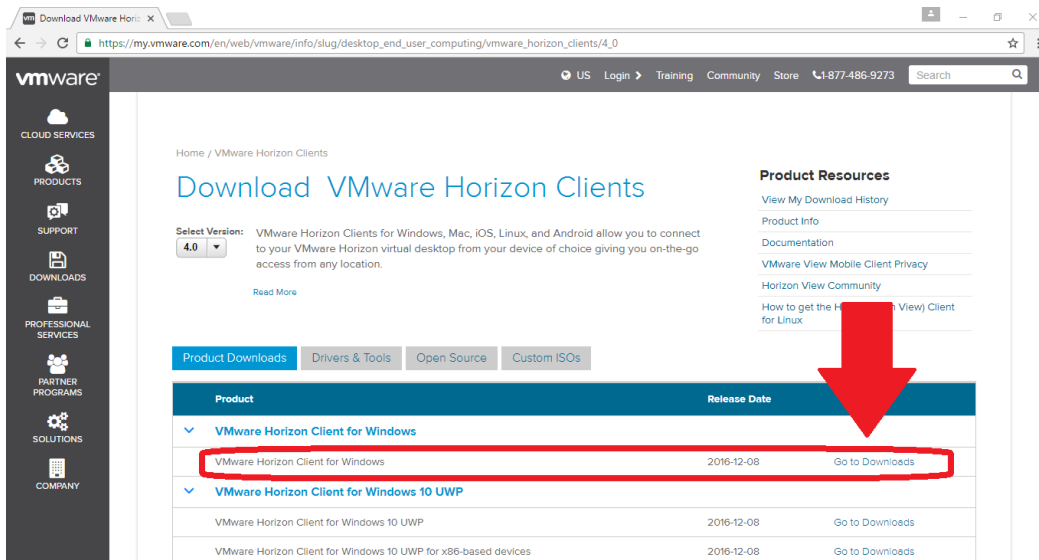 Download VMware Horiz
https://my.vmware.com/en/web/vmware/info/slug/desktop_end_user_computing/vmware_horizon_clients/4_0
vmware
US Login Training Community Store 1-877-486-9273 Search
CLOUD SERVICES
PRODUCTS
SUPPORT
DOWNLOADS
PROFESSIONAL
SERVICES
PARTNER
PROGRAMS
SOLUTIONS
COMPANY
Home / VMware Horizon Clients
Download VMware Horizon Clients
Select Version:
4.0
VMware Horizon Clients for Windows, Mac, iOS, Linux, and Android allow you to connect
to your VMware Horizon virtual desktop from your device of choice giving you on-the-go
access from any location.
Read More
Product Resources
View My Download History
Product Info
Documentation
VMware View Mobile Client Privacy
Horizon View Community
How to get the View) Client
for Linux
Product Downloads Drivers & Tools Open Source Custom ISOs
Product Release Date
VMware Horizon Client for Windows
VMware Horizon Client for Windows 2016-12-08 Go to Downloads
VMware Horizon Client for Windows 10 UWP
VMware Horizon Client for Windows 10 UWP 2016-12-08 Go to Downloads
VMware Horizon Client for Windows 10 UWP for x86-based devices 2016-12-08 Go to Downloads